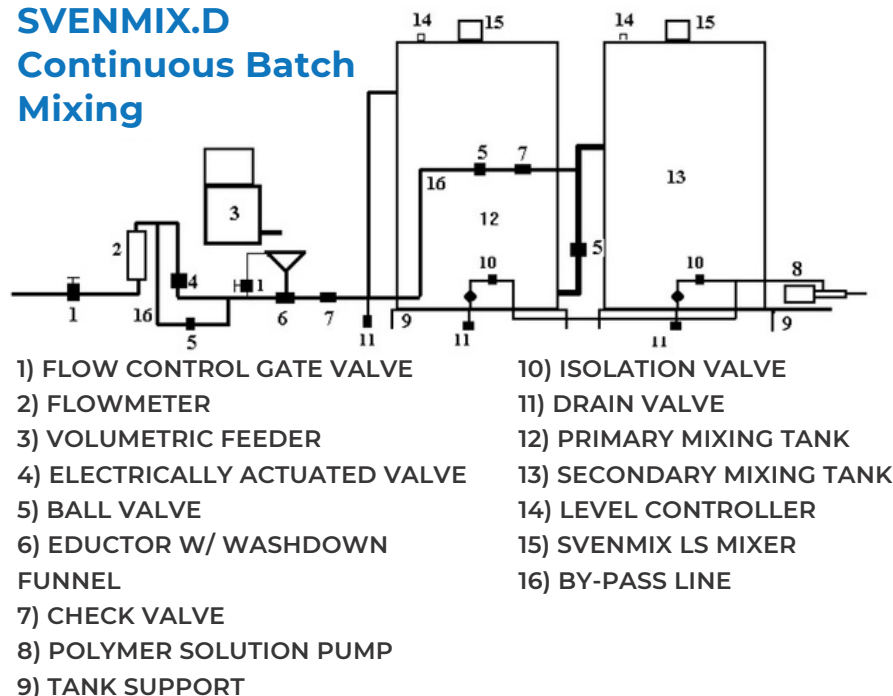 SVENMIX.D
Continuous Batch
Mixing
14 15 14 15
5 7
16
13
3
12
2
5
10 10 8
4 1
16 6 7
1 9 9
5 11 11 11
1) FLOW CONTROL GATE VALVE
2) FLOWMETER
3) VOLUMETRIC FEEDER
4) ELECTRICALLY ACTUATED VALVE
5) BALL VALVE
6) EDUCTOR W/ WASHDOWN
FUNNEL
7) CHECK VALVE
8) POLYMER SOLUTION PUMP
9) TANK SUPPORT
10) ISOLATION VALVE
11) DRAIN VALVE
12) PRIMARY MIXING TANK
13) SECONDARY MIXING TANK
14) LEVEL CONTROLLER
15) SVENMIX LS MIXER
16) BY-PASS LINE